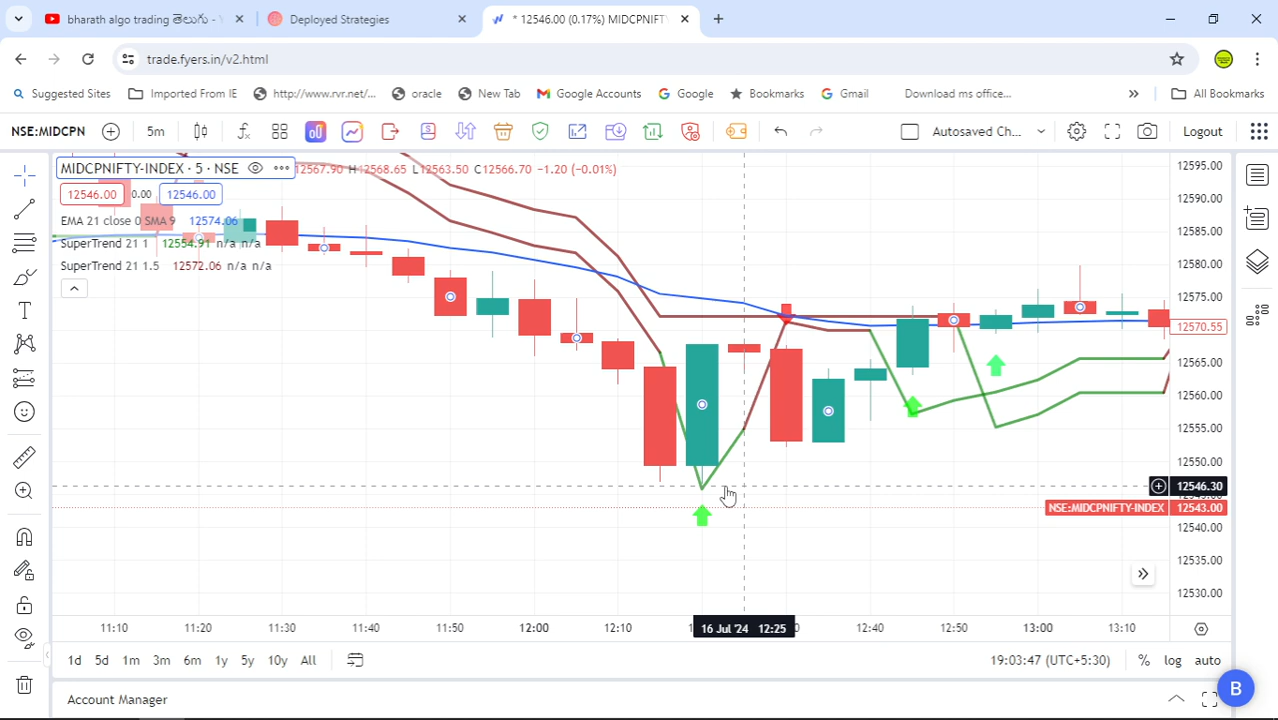 bharath algo trading తెలుగు -
Deployed Strategies
* 12546.00 (0.17%) MIDCPNIFTY
trade.fyers.in/v2.html
Suggested Sites
Imported From IE
http://www.rvr.net/...
oracle
New Tab
Google Accounts
Google
Bookmarks
Gmail
Download ms office...
»
All Bookmarks
NSE:MIDCPN
5m
Autosaved Ch...
Logout
MIDCPNIFTY-INDEX · 5 · NSE
12567.90 H12568.65 L12563.50 C12566.70 −1.20 (−0.01%)
12546.00 0.00 12546.00
EMA 21 close 0 SMA 9 12574.06
SuperTrend 21 1 12554.91 n/a n/a
SuperTrend 21 1.5 12572.06 n/a n/a
12595.00
12590.00
12585.00
12580.00
12575.00
12570.55
12565.00
12560.00
12555.00
12550.00
12546.30
NSE:MIDCPNIFTY-INDEX 12543.00
12540.00
12535.00
12530.00
11:10 11:20 11:30 11:40 11:50 12:00 12:10 16 Jul '24 12:25 12:40 12:50 13:00 13:10
1d 5d 1m 3m 6m 1y 5y 10y All
19:03:47 (UTC+5:30) % log auto
Account Manager
B